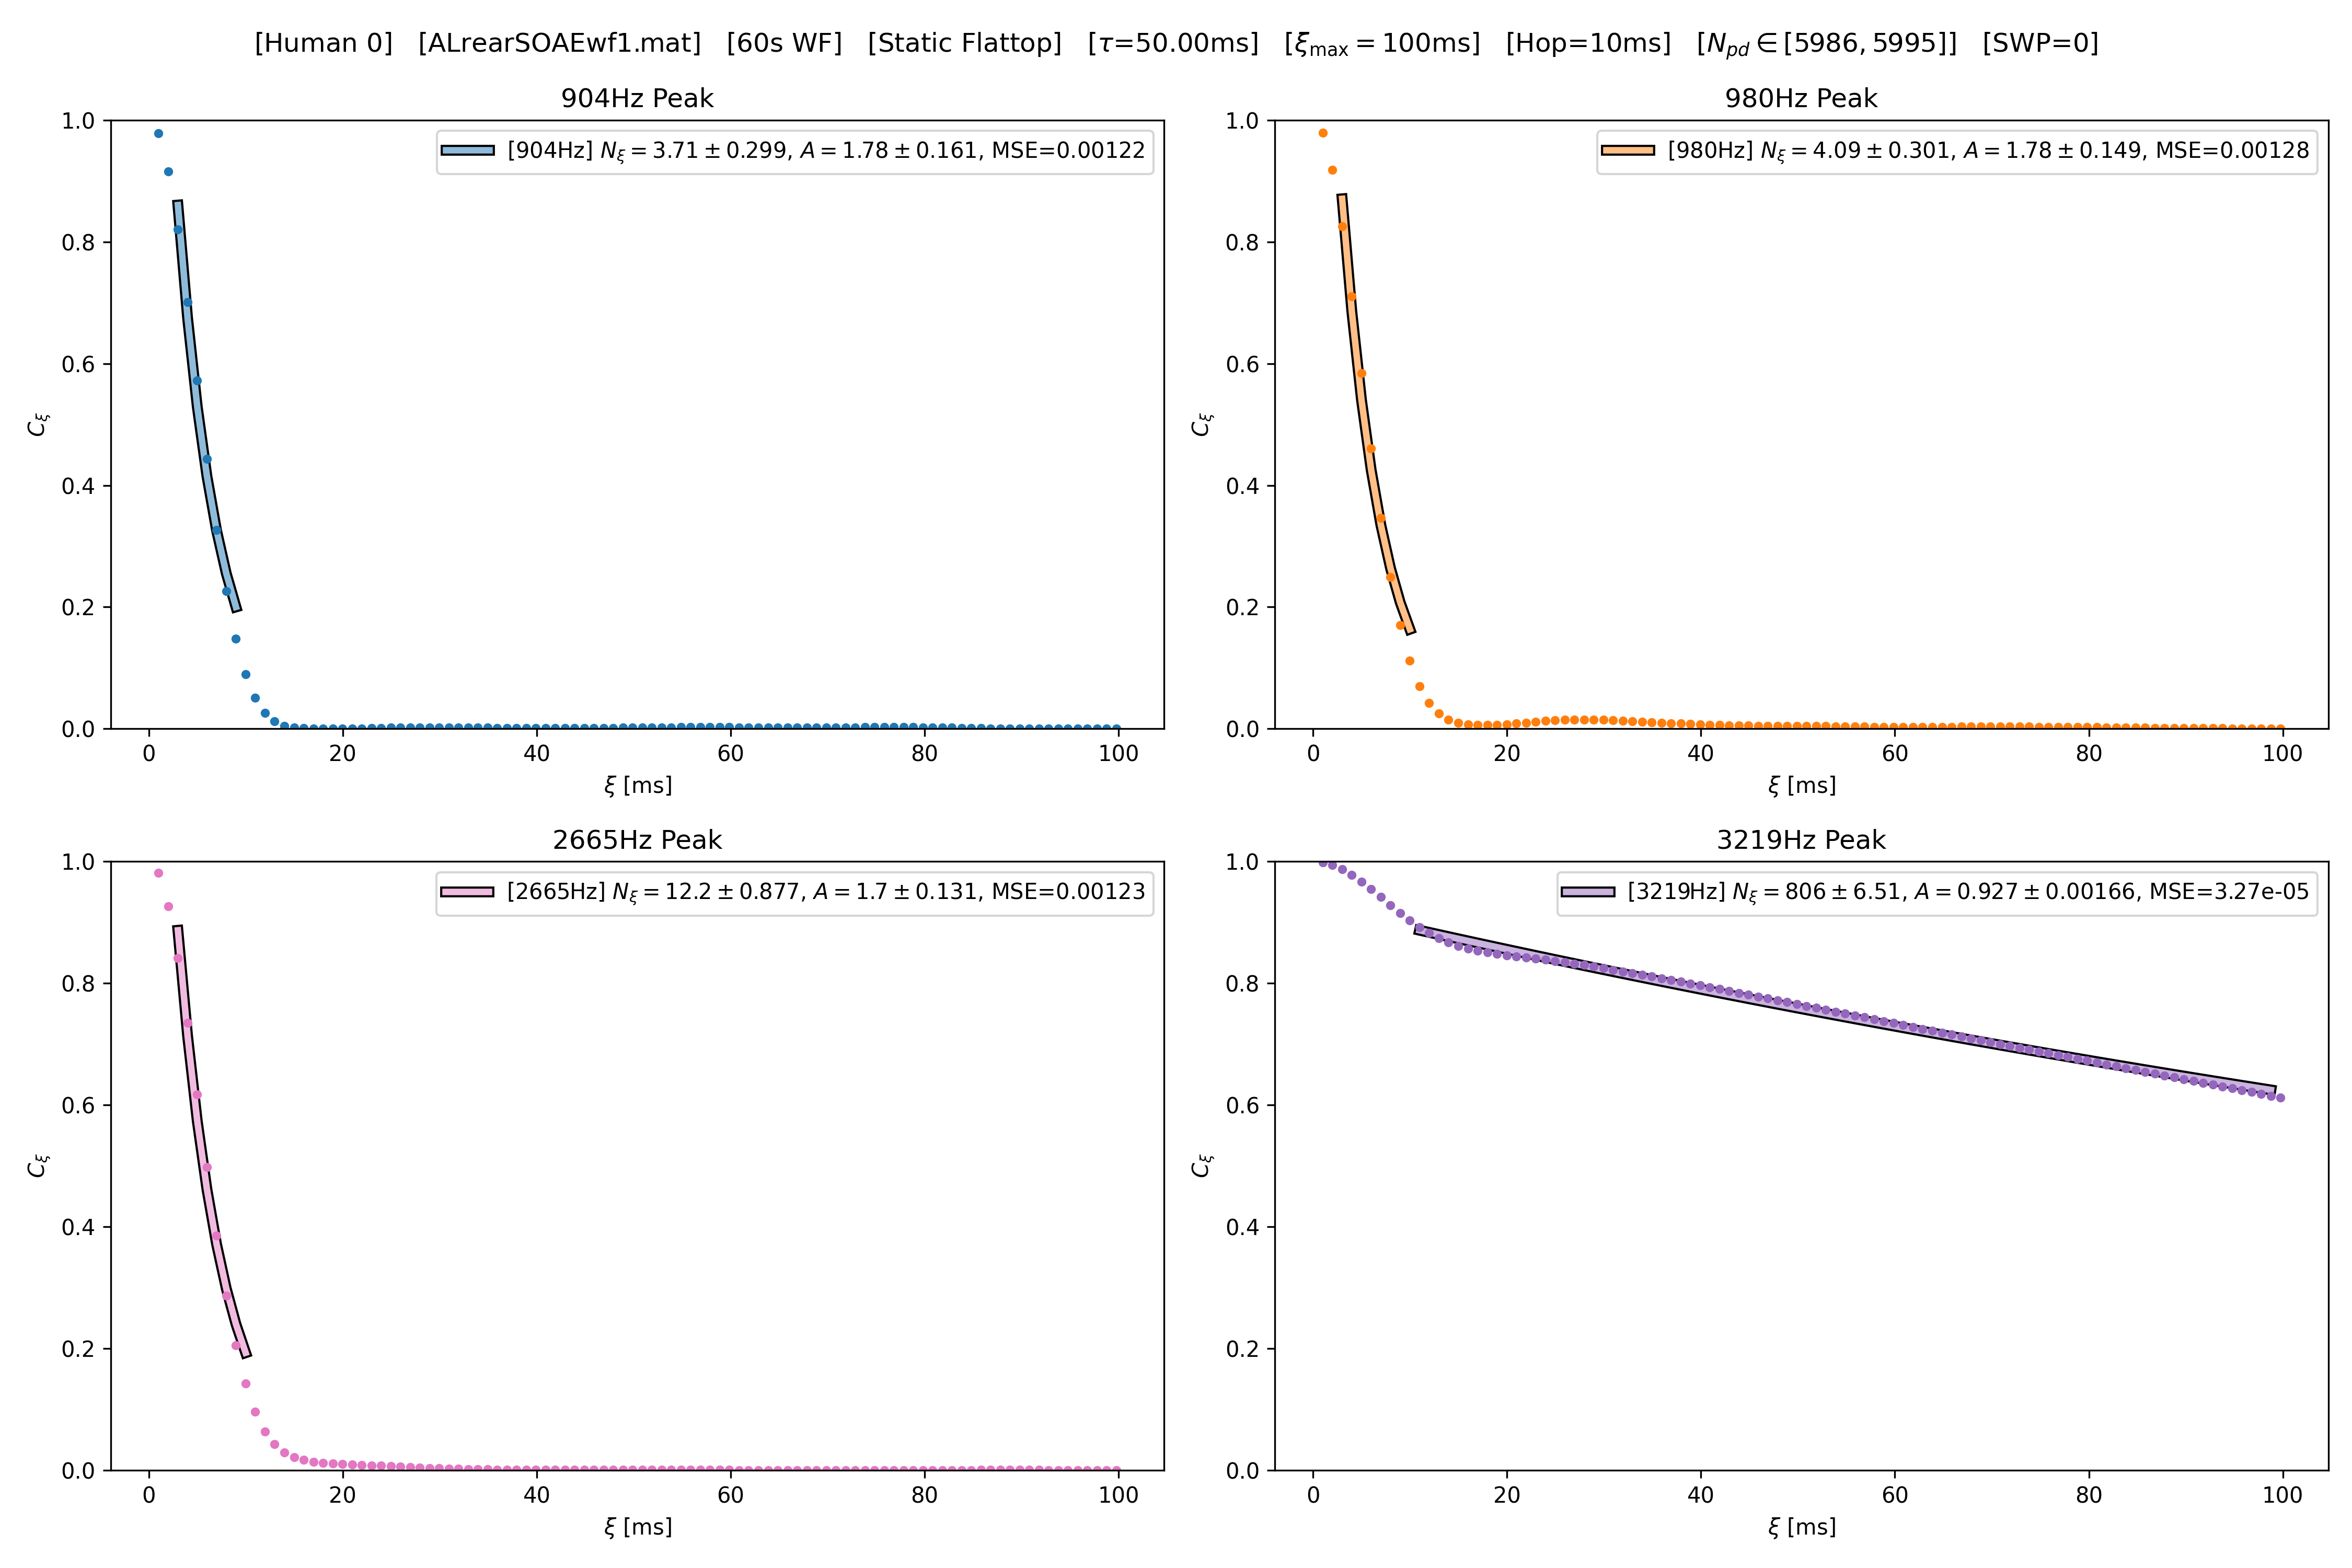 [Human 0] [ALrearSOAEwf1.mat] [60s WF] [Static Flattop] [τ=50.00ms] [ξmax = 100ms] [Hop=10ms] [Npd ∈ [5986, 5995]] [SWP=0]
904Hz Peak
1.0
0.8
0.6
0.4
0.2
0.0
Cξ
[904Hz] Nξ = 3.71 ± 0.299, A = 1.78 ± 0.161, MSE=0.00122
0 20 40 60 80 100
ξ [ms]
980Hz Peak
1.0
0.8
0.6
0.4
0.2
0.0
Cξ
[980Hz] Nξ = 4.09 ± 0.301, A = 1.78 ± 0.149, MSE=0.00128
0 20 40 60 80 100
ξ [ms]
2665Hz Peak
1.0
0.8
0.6
0.4
0.2
0.0
Cξ
[2665Hz] Nξ = 12.2 ± 0.877, A = 1.7 ± 0.131, MSE=0.00123
0 20 40 60 80 100
ξ [ms]
3219Hz Peak
1.0
0.8
0.6
0.4
0.2
0.0
Cξ
[3219Hz] Nξ = 806 ± 6.51, A = 0.927 ± 0.00166, MSE=3.27e-05
0 20 40 60 80 100
ξ [ms]